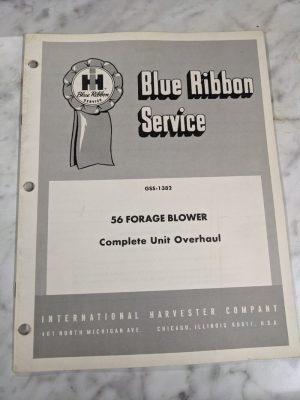 IH
Blue Ribbon
SERVICE
Blue Ribbon
Service
GSS-1382
56 FORAGE BLOWER
Complete Unit Overhaul
INTERNATIONAL HARVESTER COMPANY
401 NORTH MICHIGAN AVE. CHICAGO, ILLINOIS 60611, U.S.A.